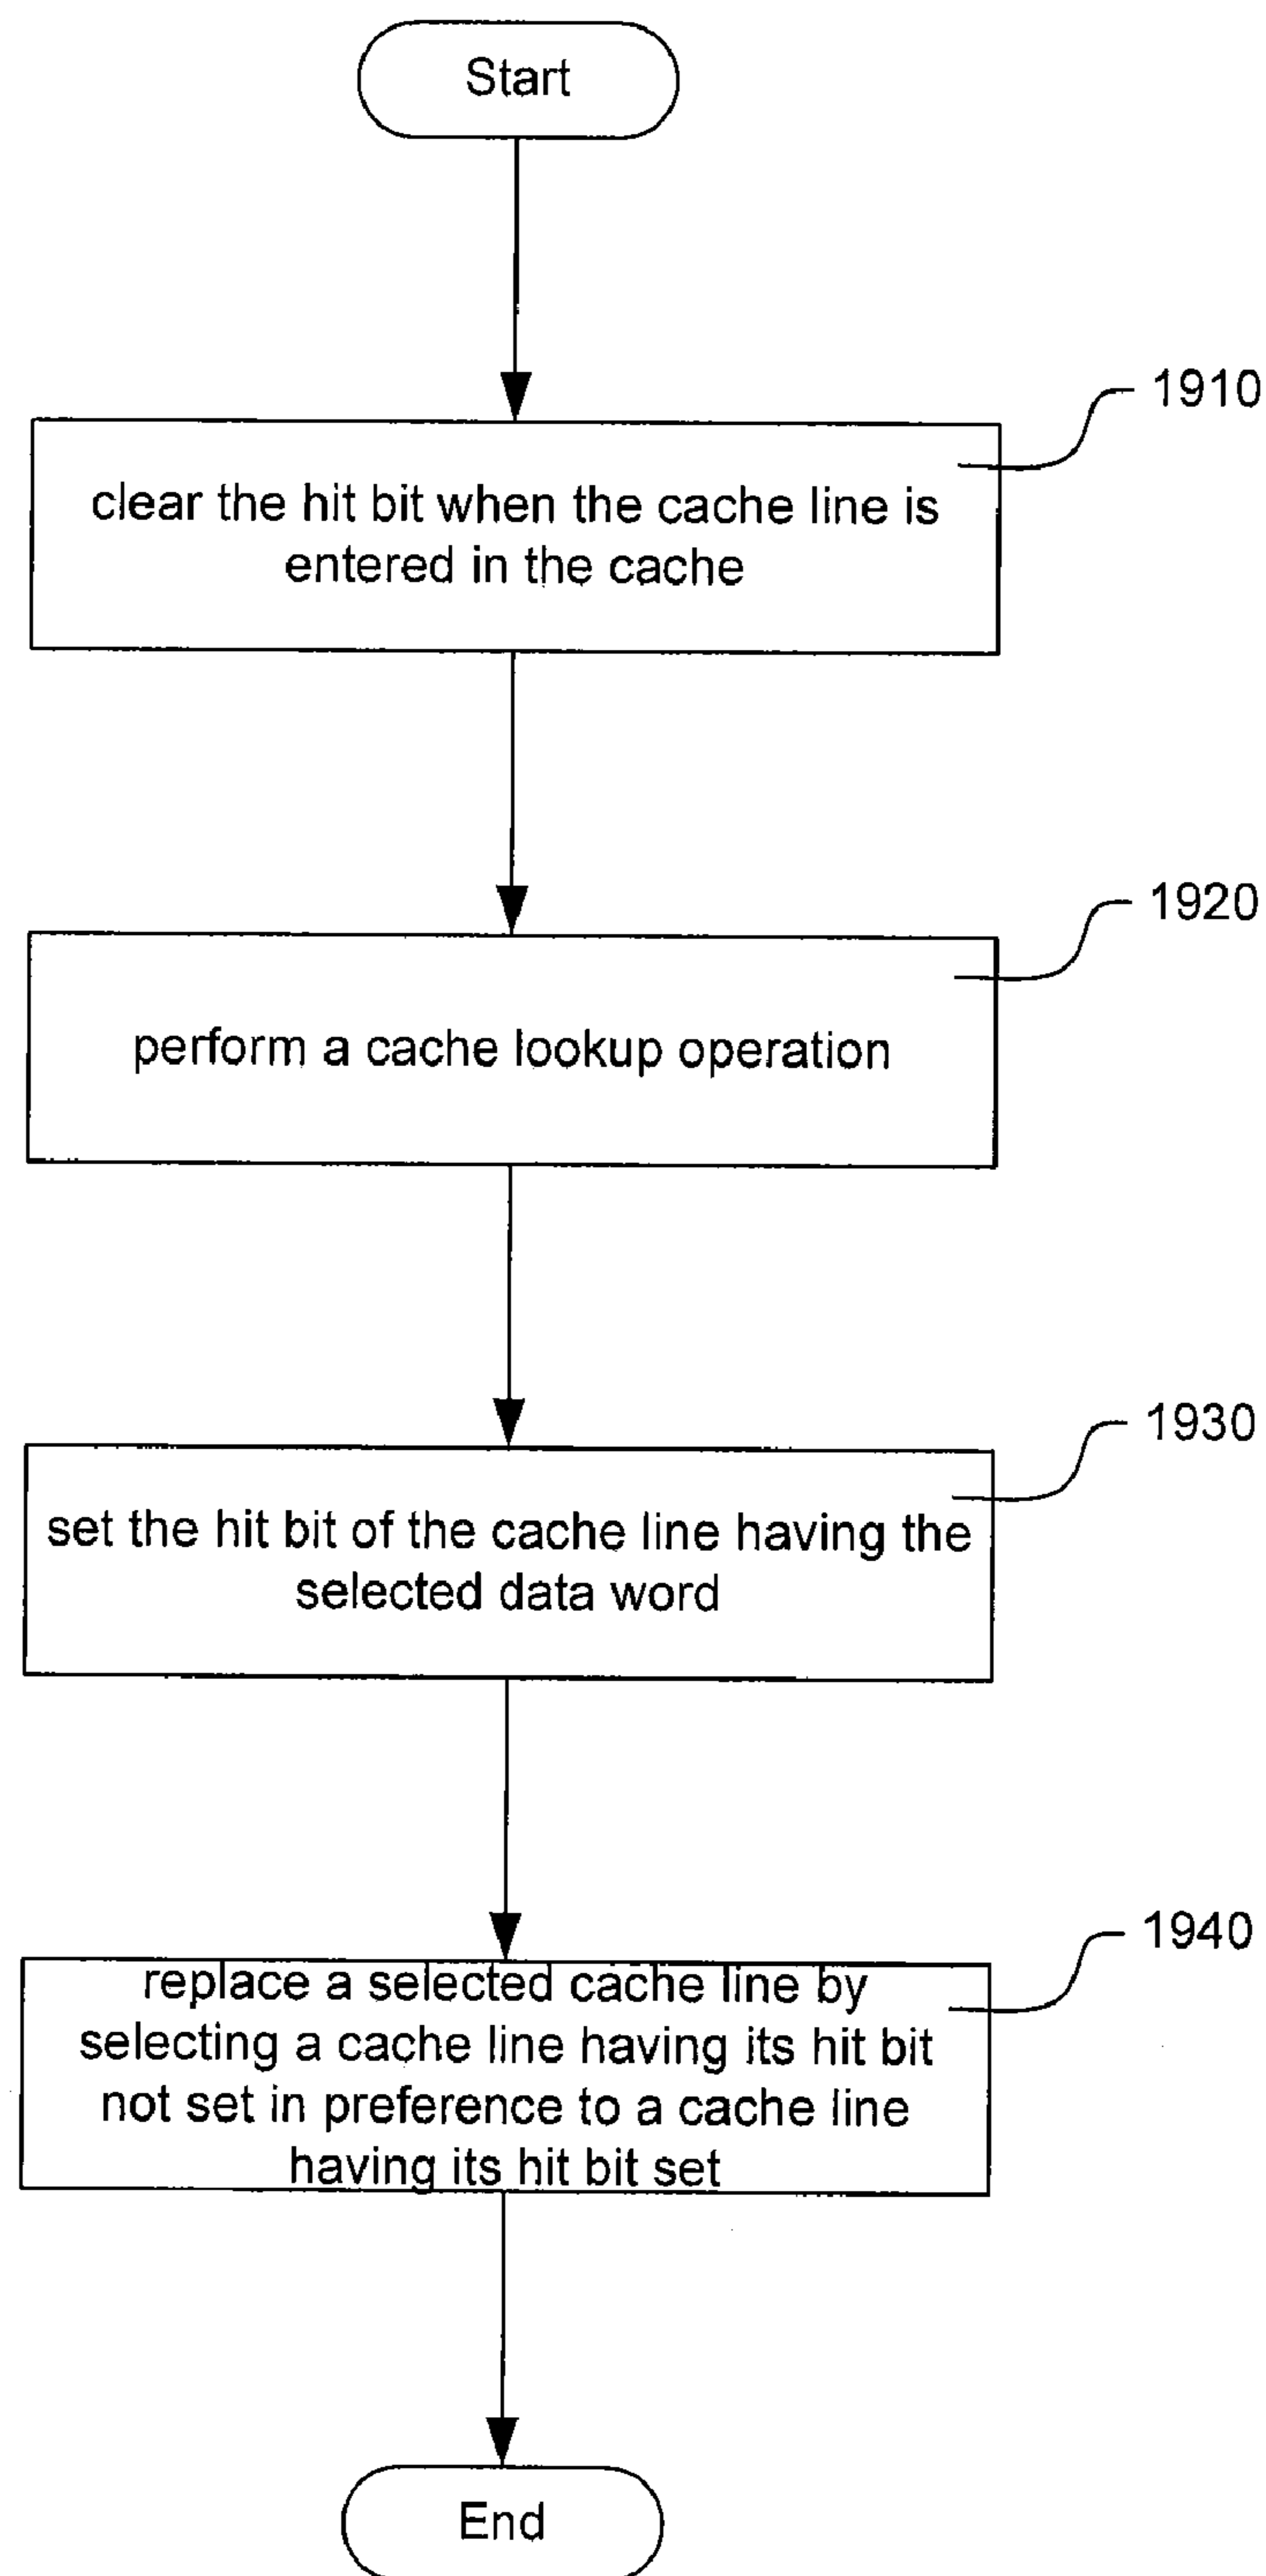 Start
1910
clear the hit bit when the cache line is
entered in the cache
1920
perform a cache lookup operation
1930
set the hit bit of the cache line having the
selected data word
1940
replace a selected cache line by
selecting a cache line having its hit bit
not set in preference to a cache line
having its hit bit set
End